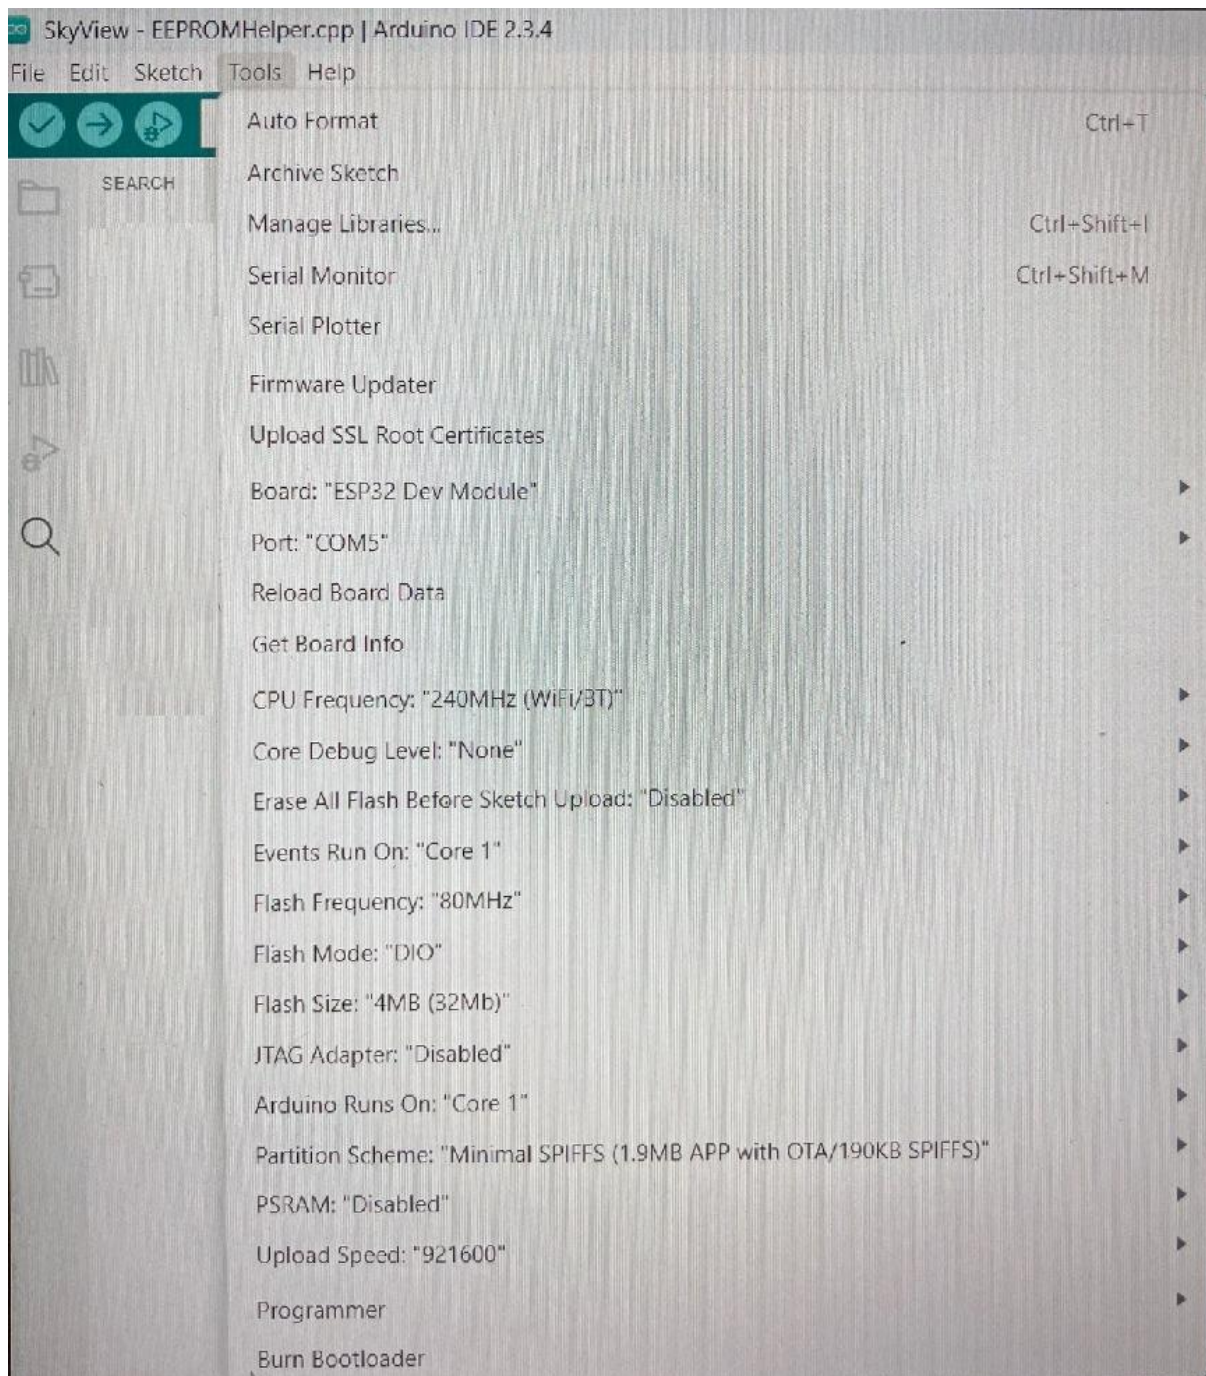 SkyView - EEPROMHelper.cpp | Arduino IDE 2.3.4
File Edit Sketch Tools Help
Auto Format Ctrl+T
SEARCH
Archive Sketch
Manage Libraries... Ctrl+Shift+I
Serial Monitor Ctrl+Shift+M
Serial Plotter
Firmware Updater
Upload SSL Root Certificates
Board: "ESP32 Dev Module"
Port: "COM5"
Reload Board Data
Get Board Info
CPU Frequency: "240MHz (WiFi/BT)"
Core Debug Level: "None"
Erase All Flash Before Sketch Upload: "Disabled"
Events Run On: "Core 1"
Flash Frequency: "80MHz"
Flash Mode: "DIO"
Flash Size: "4MB (32Mb)"
JTAG Adapter: "Disabled"
Arduino Runs On: "Core 1"
Partition Scheme: "Minimal SPIFFS (1.9MB APP with OTA/190KB SPIFFS)"
PSRAM: "Disabled"
Upload Speed: "921600"
Programmer
Burn Bootloader